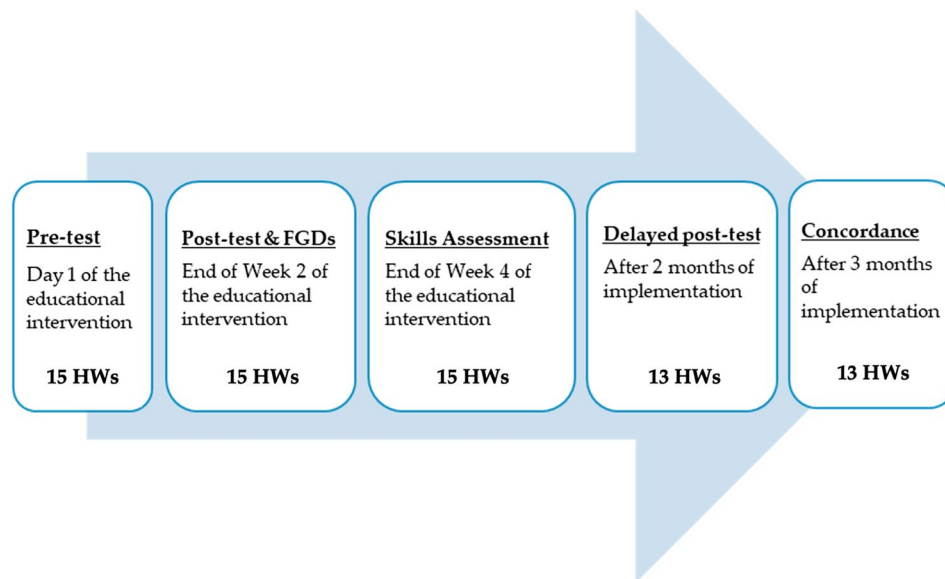 Pre-test
Day 1 of the
educational
intervention
15 HWs
Post-test & FGDs
End of Week 2 of
the educational
intervention
15 HWs
Skills Assessment
End of Week 4 of
the educational
intervention
15 HWs
Delayed post-test
After 2 months of
implementation
13 HWs
Concordance
After 3 months
of
implementation
13 HWs